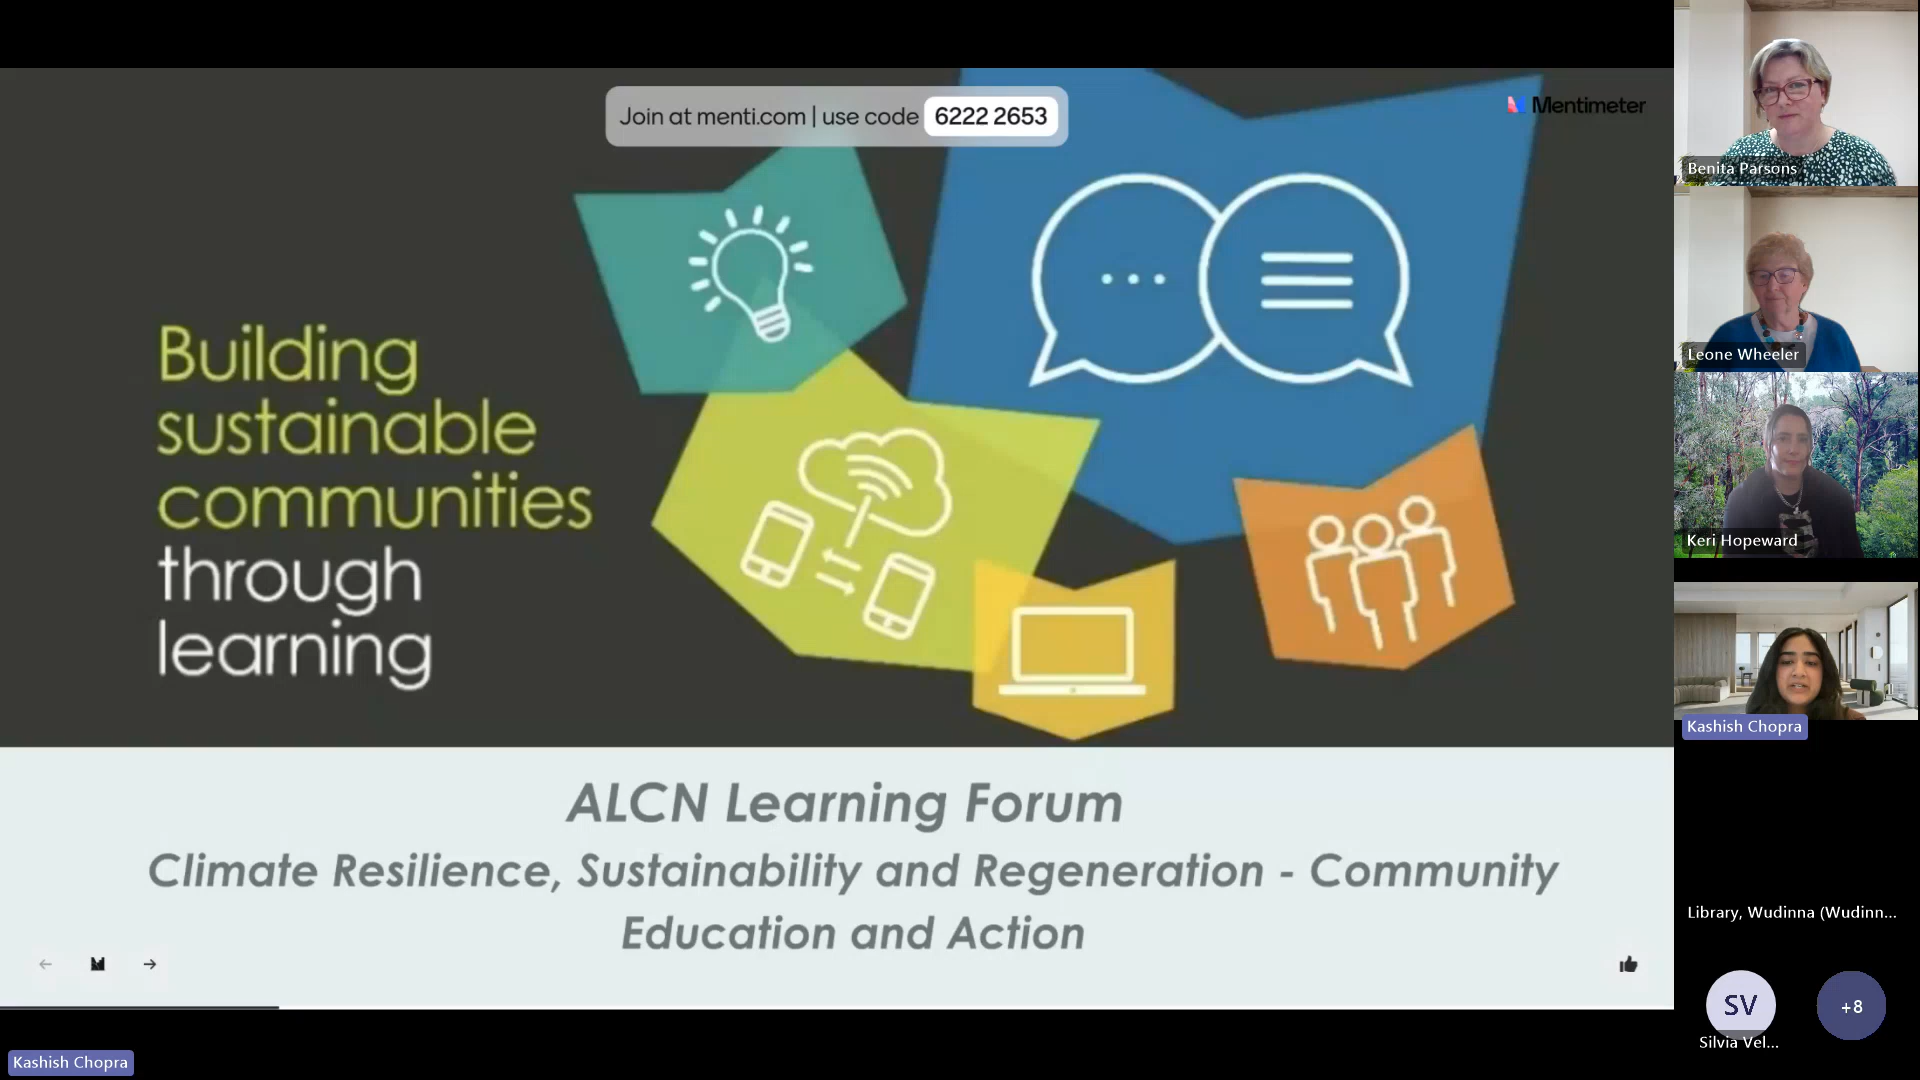 Join at menti.com | use code 6222 2653
Mentimeter
Building
sustainable
communities
through
learning
ALCN Learning Forum
Climate Resilience, Sustainability and Regeneration - Community
Education and Action
Kashish Chopra
Benita Parsons
Leone Wheeler
Keri Hopeward
Kashish Chopra
Library, Wudinna (Wudinn...
SV
+8
Silvia Vel...